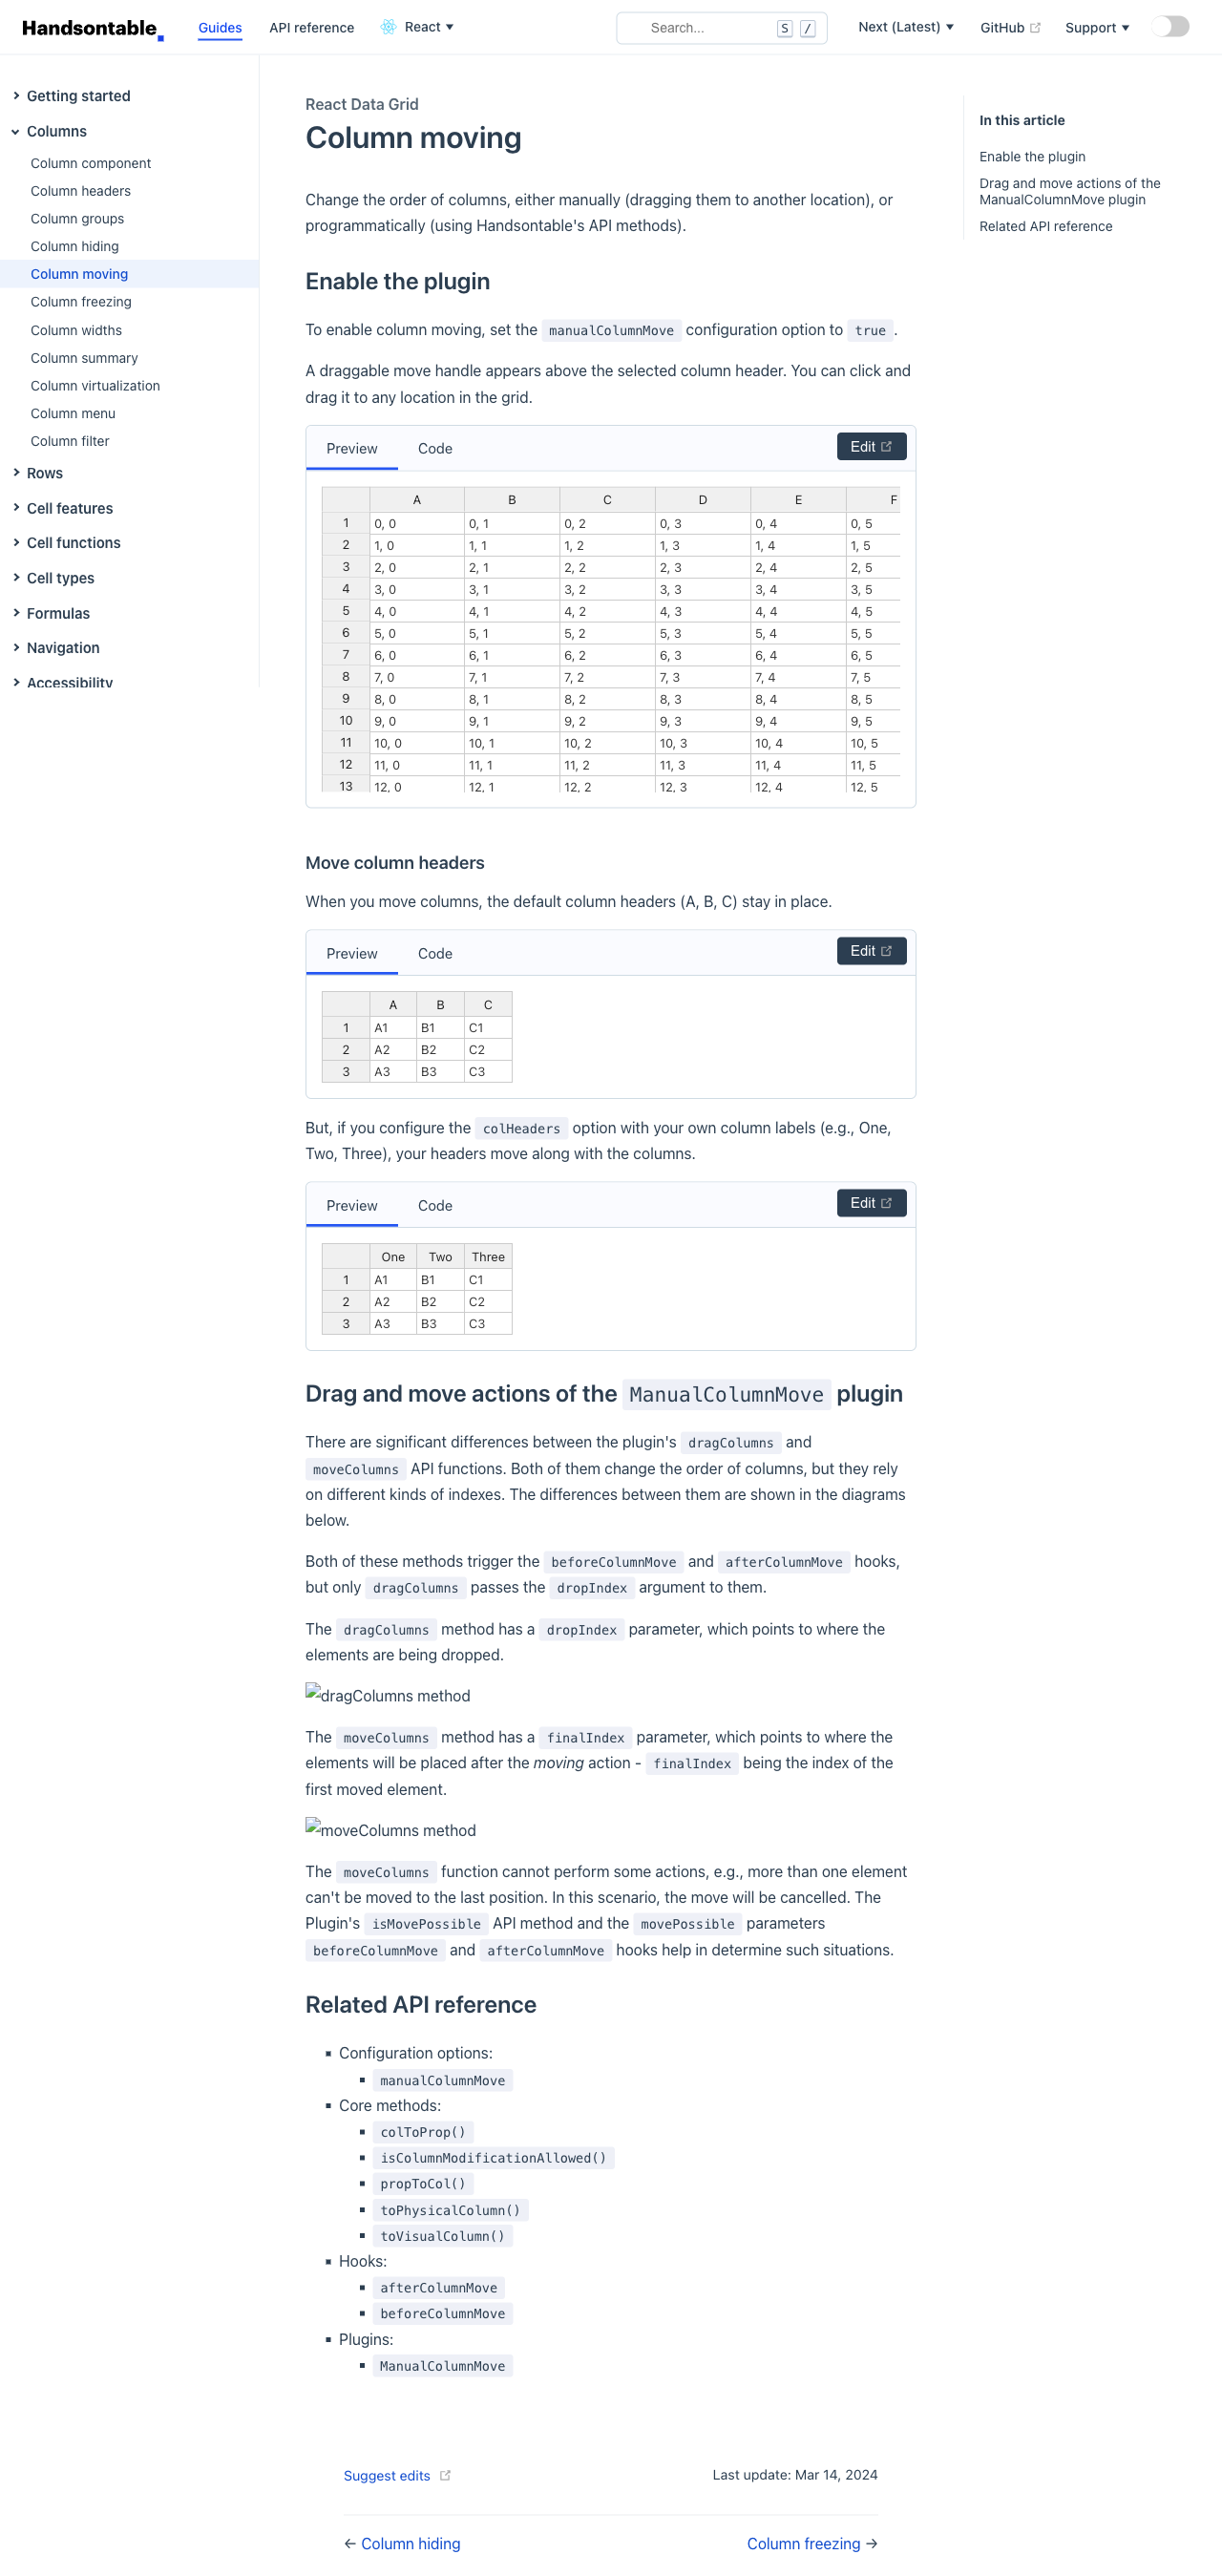 Handsontable
Guides
API reference
React
Search...
S
/
Next (Latest)
GitHub
Support
Getting started
Columns
Column component
Column headers
Column groups
Column hiding
Column moving
Column freezing
Column widths
Column summary
Column virtualization
Column menu
Column filter
Rows
Cell features
Cell functions
Cell types
Formulas
Navigation
Accessibility
React Data Grid
Column moving
Change the order of columns, either manually (dragging them to another location), or
programmatically (using Handsontable's API methods).
Enable the plugin
To enable column moving, set the manualColumnMove configuration option to true.
A draggable move handle appears above the selected column header. You can click and
drag it to any location in the grid.
Preview Code Edit
A B C D E F
1 0, 0 0, 1 0, 2 0, 3 0, 4 0, 5
2 1, 0 1, 1 1, 2 1, 3 1, 4 1, 5
3 2, 0 2, 1 2, 2 2, 3 2, 4 2, 5
4 3, 0 3, 1 3, 2 3, 3 3, 4 3, 5
5 4, 0 4, 1 4, 2 4, 3 4, 4 4, 5
6 5, 0 5, 1 5, 2 5, 3 5, 4 5, 5
7 6, 0 6, 1 6, 2 6, 3 6, 4 6, 5
8 7, 0 7, 1 7, 2 7, 3 7, 4 7, 5
9 8, 0 8, 1 8, 2 8, 3 8, 4 8, 5
10 9, 0 9, 1 9, 2 9, 3 9, 4 9, 5
11 10, 0 10, 1 10, 2 10, 3 10, 4 10, 5
12 11, 0 11, 1 11, 2 11, 3 11, 4 11, 5
13 12, 0 12, 1 12, 2 12, 3 12, 4 12, 5
Move column headers
When you move columns, the default column headers (A, B, C) stay in place.
Preview Code Edit
A B C
1 A1 B1 C1
2 A2 B2 C2
3 A3 B3 C3
But, if you configure the colHeaders option with your own column labels (e.g., One,
Two, Three), your headers move along with the columns.
Preview Code Edit
One Two Three
1 A1 B1 C1
2 A2 B2 C2
3 A3 B3 C3
Drag and move actions of the ManualColumnMove plugin
There are significant differences between the plugin's dragColumns and
moveColumns API functions. Both of them change the order of columns, but they rely
on different kinds of indexes. The differences between them are shown in the diagrams
below.
Both of these methods trigger the beforeColumnMove and afterColumnMove hooks,
but only dragColumns passes the dropIndex argument to them.
The dragColumns method has a dropIndex parameter, which points to where the
elements are being dropped.
dragColumns method
The moveColumns method has a finalIndex parameter, which points to where the
elements will be placed after the moving action - finalIndex being the index of the
first moved element.
moveColumns method
The moveColumns function cannot perform some actions, e.g., more than one element
can't be moved to the last position. In this scenario, the move will be cancelled. The
Plugin's isMovePossible API method and the movePossible parameters
beforeColumnMove and afterColumnMove hooks help in determine such situations.
Related API reference
Configuration options:
manualColumnMove
Core methods:
colToProp()
isColumnModificationAllowed()
propToCol()
toPhysicalColumn()
toVisualColumn()
Hooks:
afterColumnMove
beforeColumnMove
Plugins:
ManualColumnMove
Suggest edits
Last update: Mar 14, 2024
← Column hiding
Column freezing →
In this article
Enable the plugin
Drag and move actions of the
ManualColumnMove plugin
Related API reference